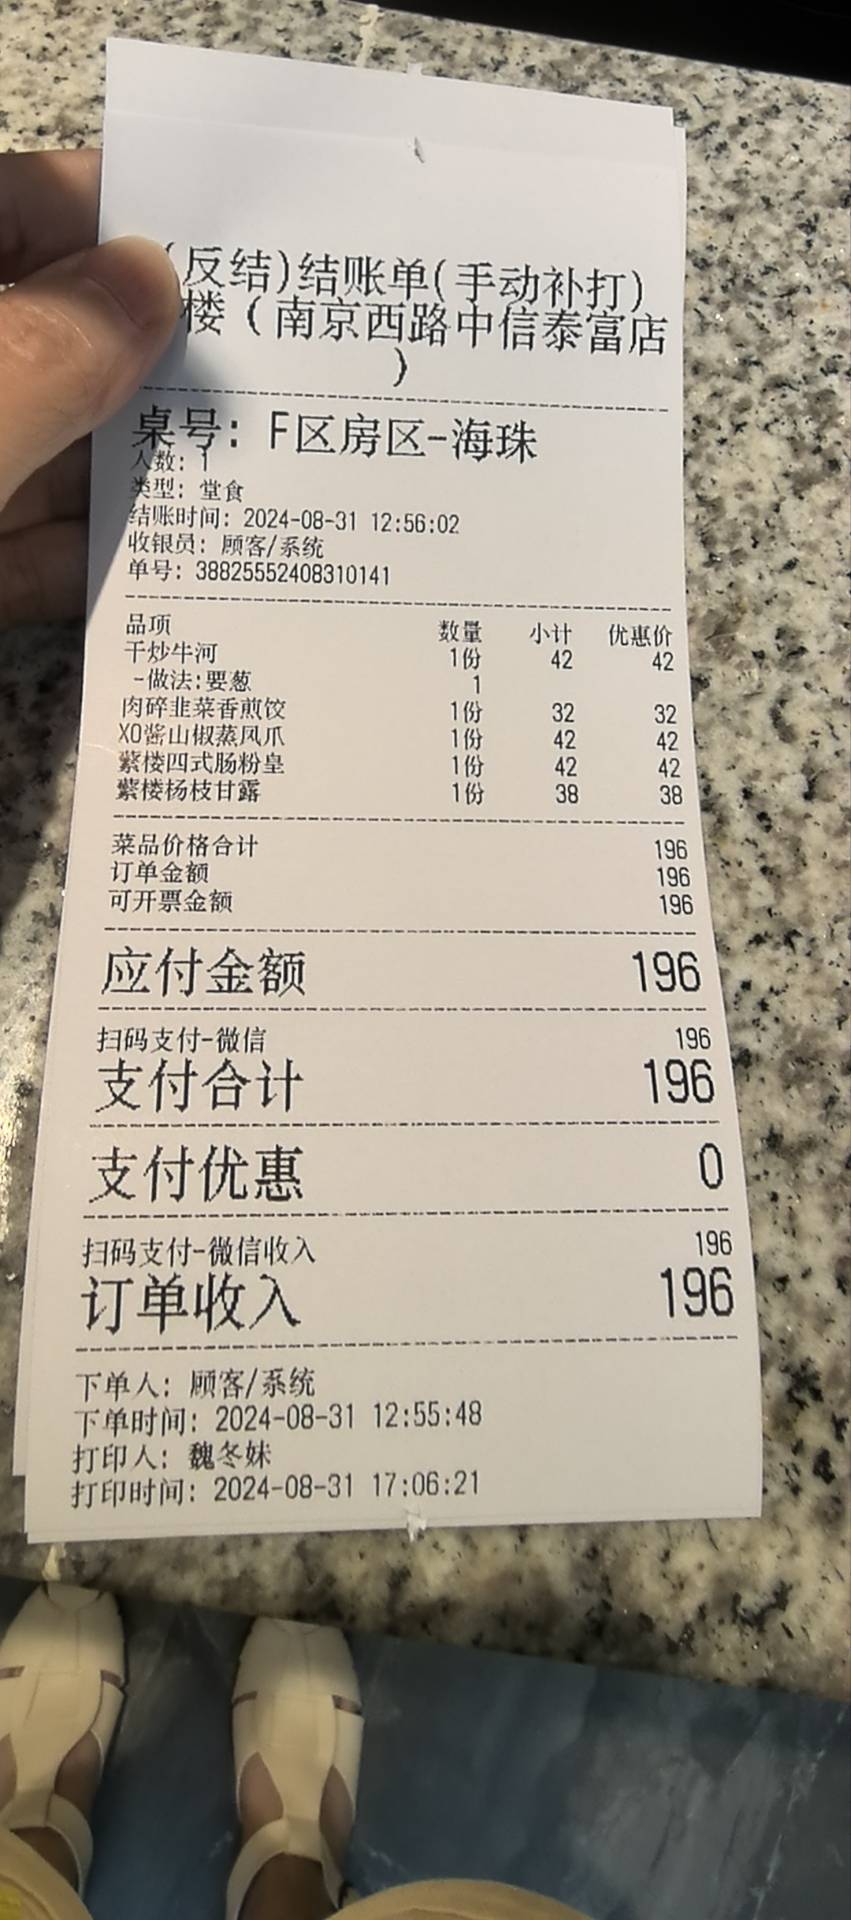 (反结)结账单(手动补打)
楼(南京西路中信泰富店
)
桌号: F区房区-海珠
人数: 1
类型: 堂食
结账时间: 2024-08-31 12:56:02
收银员: 顾客/系统
单号: 38825552408310141
品项 数量 小计 优惠价
干炒牛河 1份 42 42
-做法:要葱 1
肉碎韭菜香煎饺 1份 32 32
XO酱山椒蒸凤爪 1份 42 42
紫楼四式肠粉皇 1份 42 42
紫楼杨枝甘露 1份 38 38
菜品价格合计 196
订单金额 196
可开票金额 196
应付金额 196
扫码支付-微信 196
支付合计 196
支付优惠 0
扫码支付-微信收入 196
订单收入 196
下单人: 顾客/系统
下单时间: 2024-08-31 12:55:48
打印人: 魏冬妹
打印时间: 2024-08-31 17:06:21